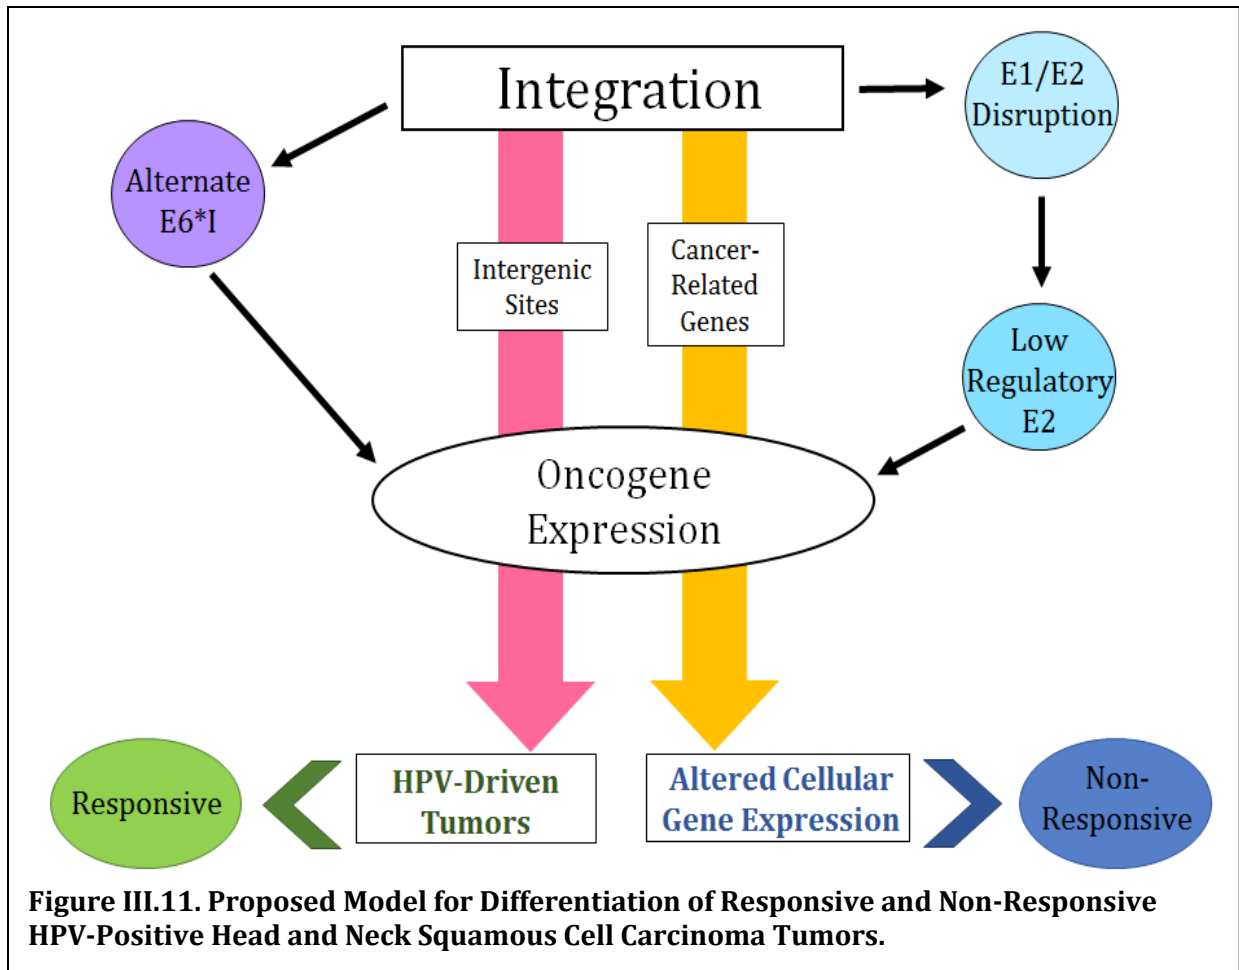 Integration
E1/E2
Disruption
Alternate
E6*I
Intergenic
Sites
Cancer-
Related
Genes
Low
Regulatory
E2
Oncogene
Expression
Responsive
HPV-Driven
Tumors
Altered Cellular
Gene Expression
Non-
Responsive
Figure III.11. Proposed Model for Differentiation of Responsive and Non-Responsive
HPV-Positive Head and Neck Squamous Cell Carcinoma Tumors.